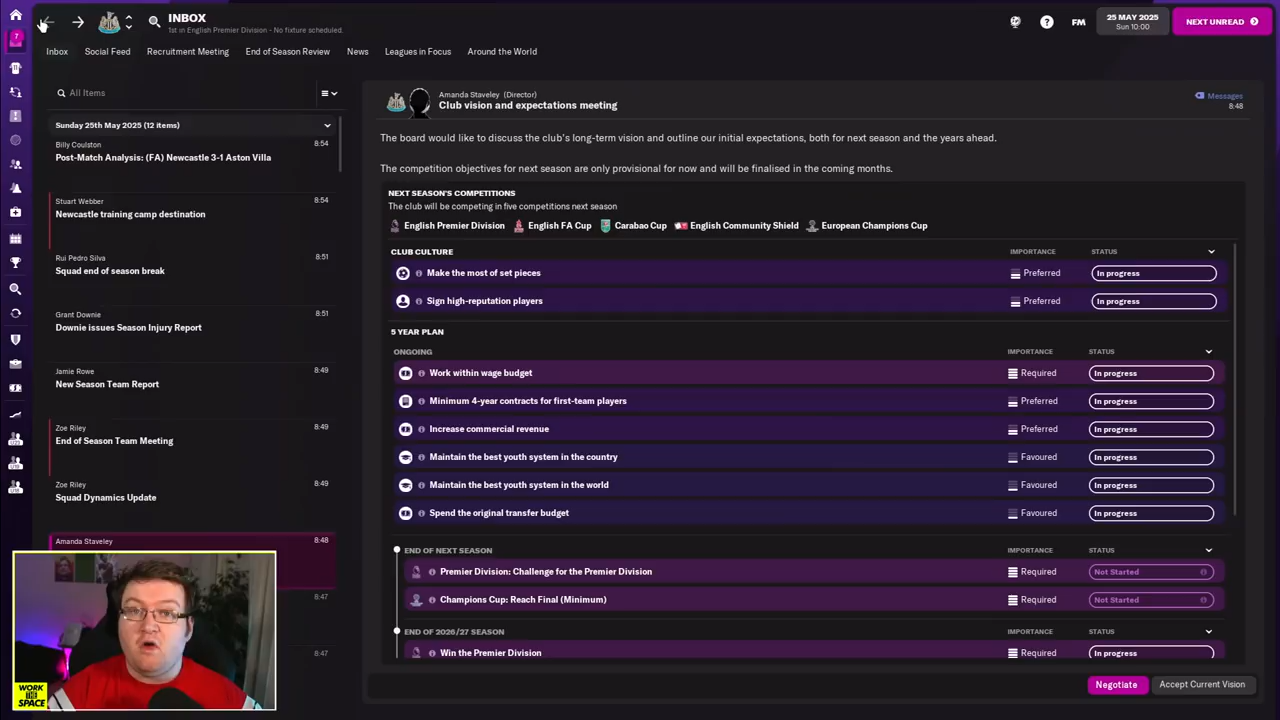 INBOX
1st in English Premier Division - No fixture scheduled.
FM
25 MAY 2025
Sun 10:00
NEXT UNREAD
7
Inbox
Social Feed
Recruitment Meeting
End of Season Review
News
Leagues in Focus
Around the World
All Items
Sunday 25th May 2025 (12 items)
Billy Coulston
8:54
Post-Match Analysis: (FA) Newcastle 3-1 Aston Villa
Stuart Webber
8:54
Newcastle training camp destination
Rui Pedro Silva
8:51
Squad end of season break
Grant Downie
8:51
Downie issues Season Injury Report
Jamie Rowe
8:49
New Season Team Report
Zoe Riley
8:49
End of Season Team Meeting
Zoe Riley
8:49
Squad Dynamics Update
Amanda Staveley
8:48
8:47
8:47
WORK
THE
SPACE
Amanda Staveley (Director)
Club vision and expectations meeting
Messages
8:48
The board would like to discuss the club's long-term vision and outline our initial expectations, both for next season and the years ahead.
The competition objectives for next season are only provisional for now and will be finalised in the coming months.
NEXT SEASON'S COMPETITIONS
The club will be competing in five competitions next season
English Premier Division
English FA Cup
Carabao Cup
English Community Shield
European Champions Cup
CLUB CULTURE
IMPORTANCE
STATUS
Make the most of set pieces
Preferred
In progress
Sign high-reputation players
Preferred
In progress
5 YEAR PLAN
ONGOING
IMPORTANCE
STATUS
Work within wage budget
Required
In progress
Minimum 4-year contracts for first-team players
Preferred
In progress
Increase commercial revenue
Preferred
In progress
Maintain the best youth system in the country
Favoured
In progress
Maintain the best youth system in the world
Favoured
In progress
Spend the original transfer budget
Favoured
In progress
END OF NEXT SEASON
IMPORTANCE
STATUS
Premier Division: Challenge for the Premier Division
Required
Not Started
Champions Cup: Reach Final (Minimum)
Required
Not Started
END OF 2026/27 SEASON
IMPORTANCE
STATUS
Win the Premier Division
Required
In progress
Negotiate
Accept Current Vision